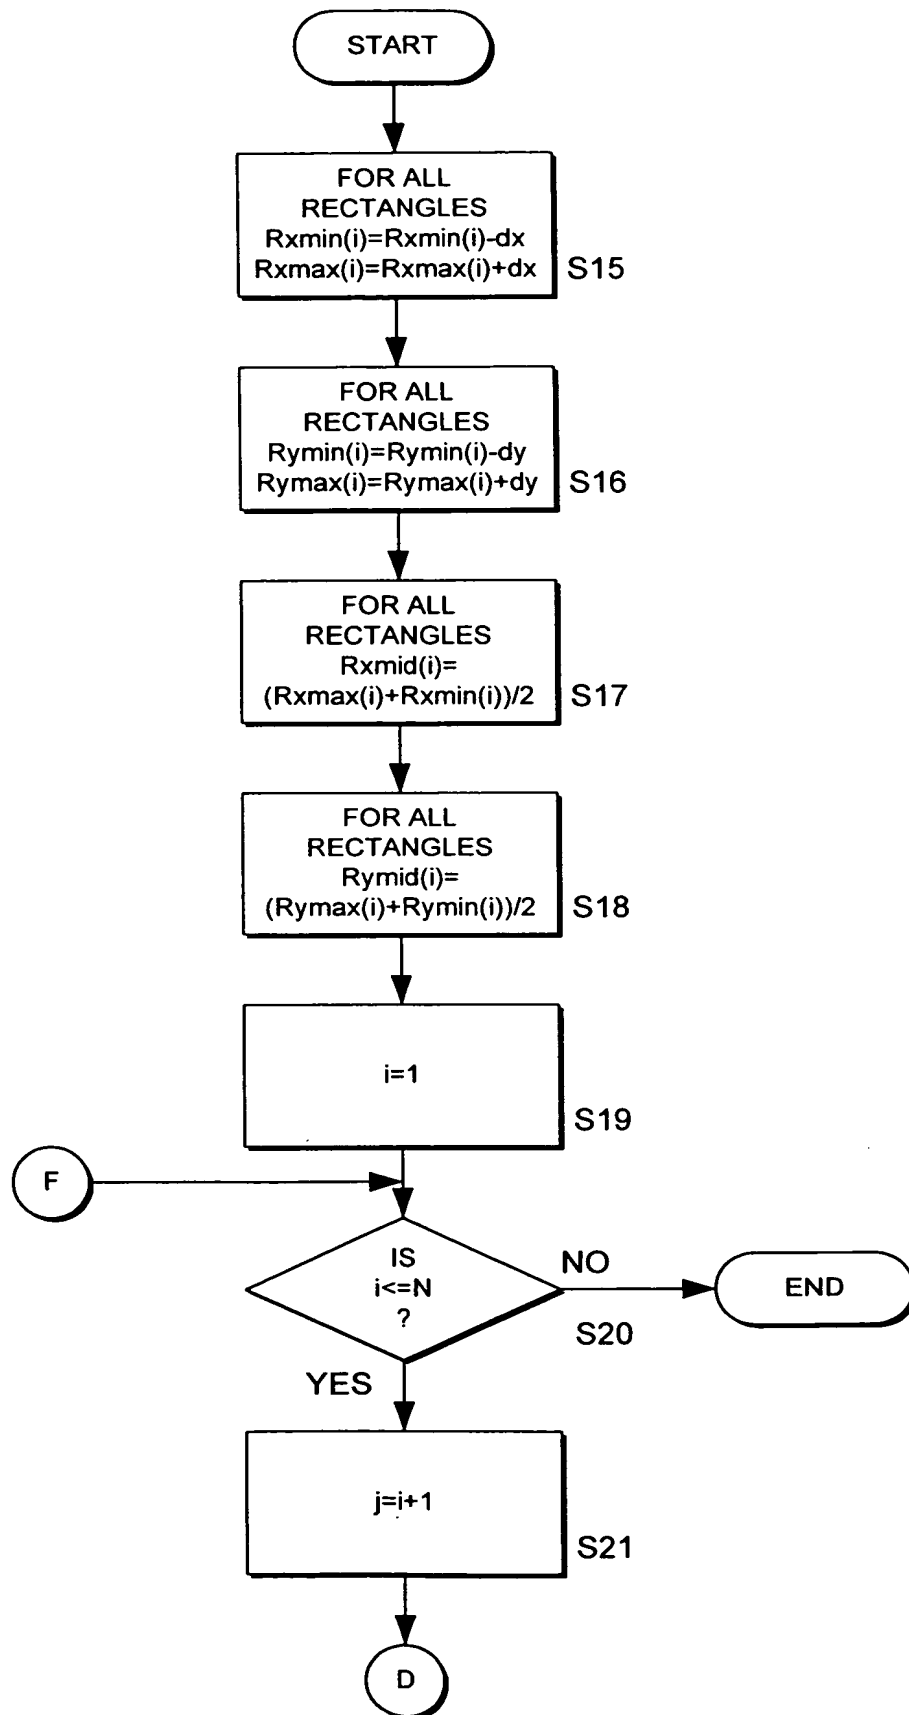 START
FOR ALL
RECTANGLES
Rxmin(i)=Rxmin(i)-dx
Rxmax(i)=Rxmax(i)+dx
S15
FOR ALL
RECTANGLES
Rymin(i)=Rymin(i)-dy
Rymax(i)=Rymax(i)+dy
S16
FOR ALL
RECTANGLES
Rxmid(i)=
(Rxmax(i)+Rxmin(i))/2
S17
FOR ALL
RECTANGLES
Rymid(i)=
(Rymax(i)+Rymin(i))/2
S18
i=1
S19
F
IS
i<=N
?
NO
S20
END
YES
j=i+1
S21
D